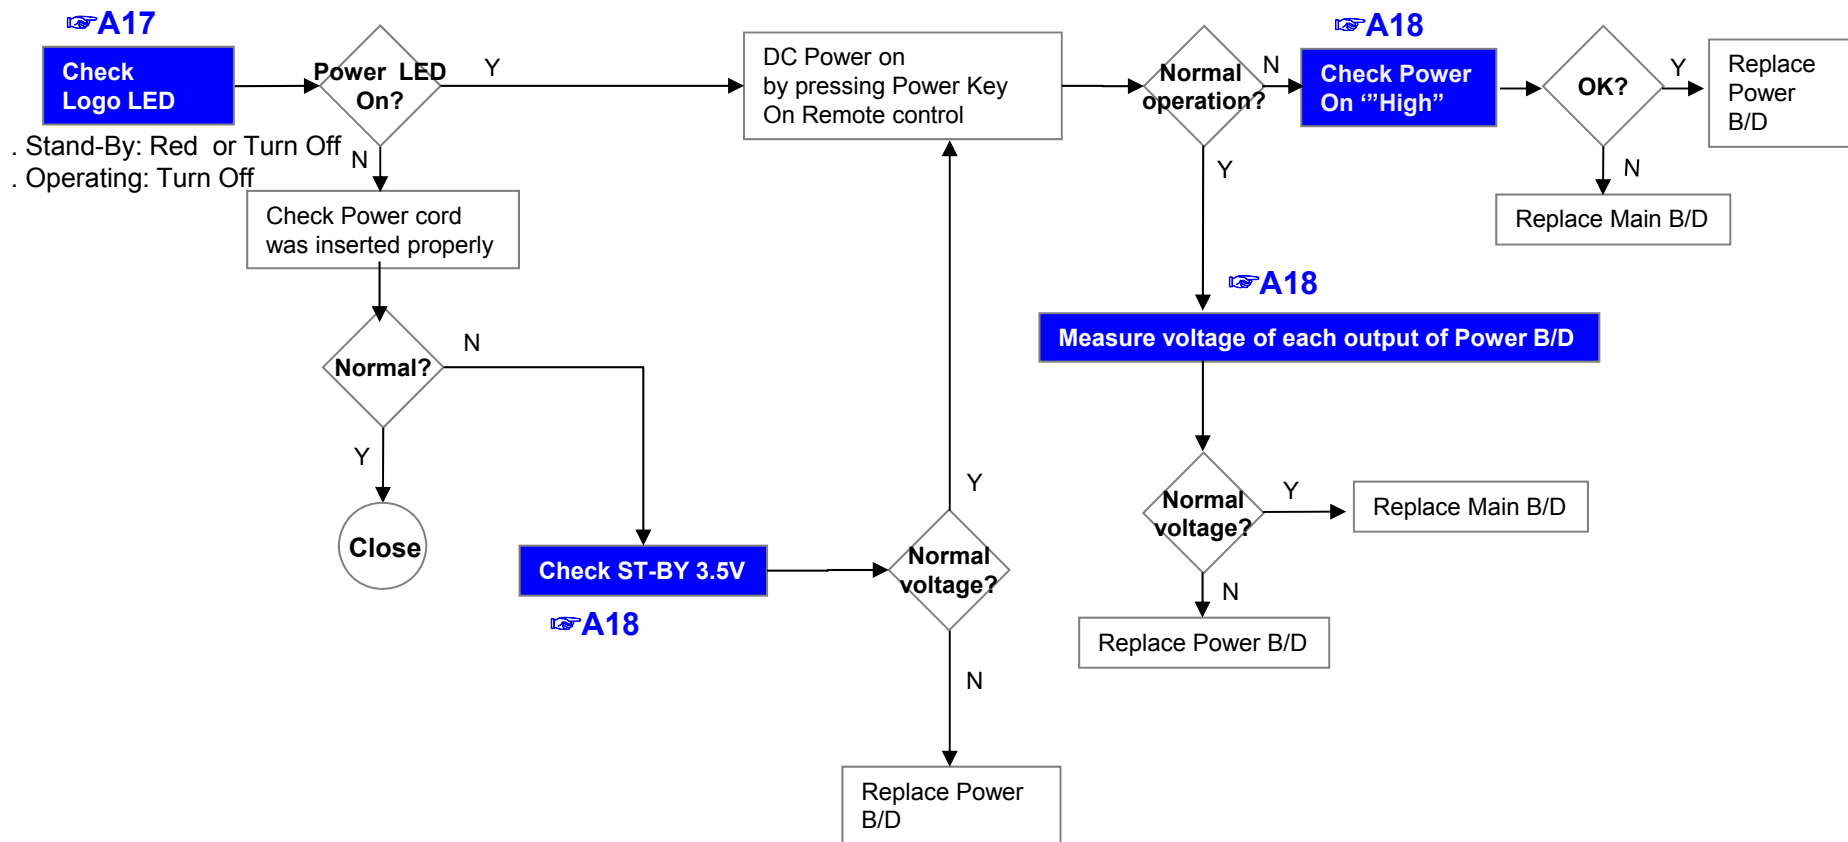 ☞A17
Check
Logo LED
. Stand-By: Red or Turn Off
. Operating: Turn Off
Power LED
On?
Y
N
Check Power cord
was inserted properly
Normal?
N
Y
Close
Check ST-BY 3.5V
☞A18
Normal
voltage?
Y
N
Replace Power
B/D
DC Power on
by pressing Power Key
On Remote control
Normal
operation?
N
Y
☞A18
Check Power
On ‘”High”
OK?
Y
Replace
Power
B/D
N
Replace Main B/D
☞A18
Measure voltage of each output of Power B/D
Normal
voltage?
Y
Replace Main B/D
N
Replace Power B/D